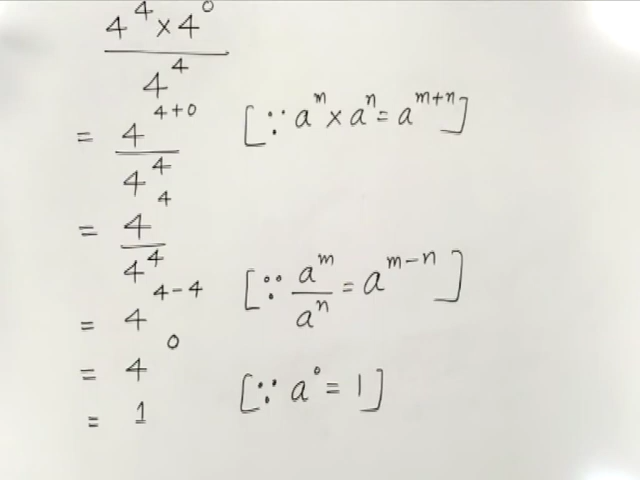 4⁴ × 4⁰
4⁴
= 4⁴⁺⁰ [∵ aᵐ × aⁿ = aᵐ⁺ⁿ]
4⁴
= 4⁴
4⁴ [∵ aᵐ/aⁿ = aᵐ⁻ⁿ]
= 4⁴⁻⁴
= 4⁰ [∵ a⁰ = 1]
= 1